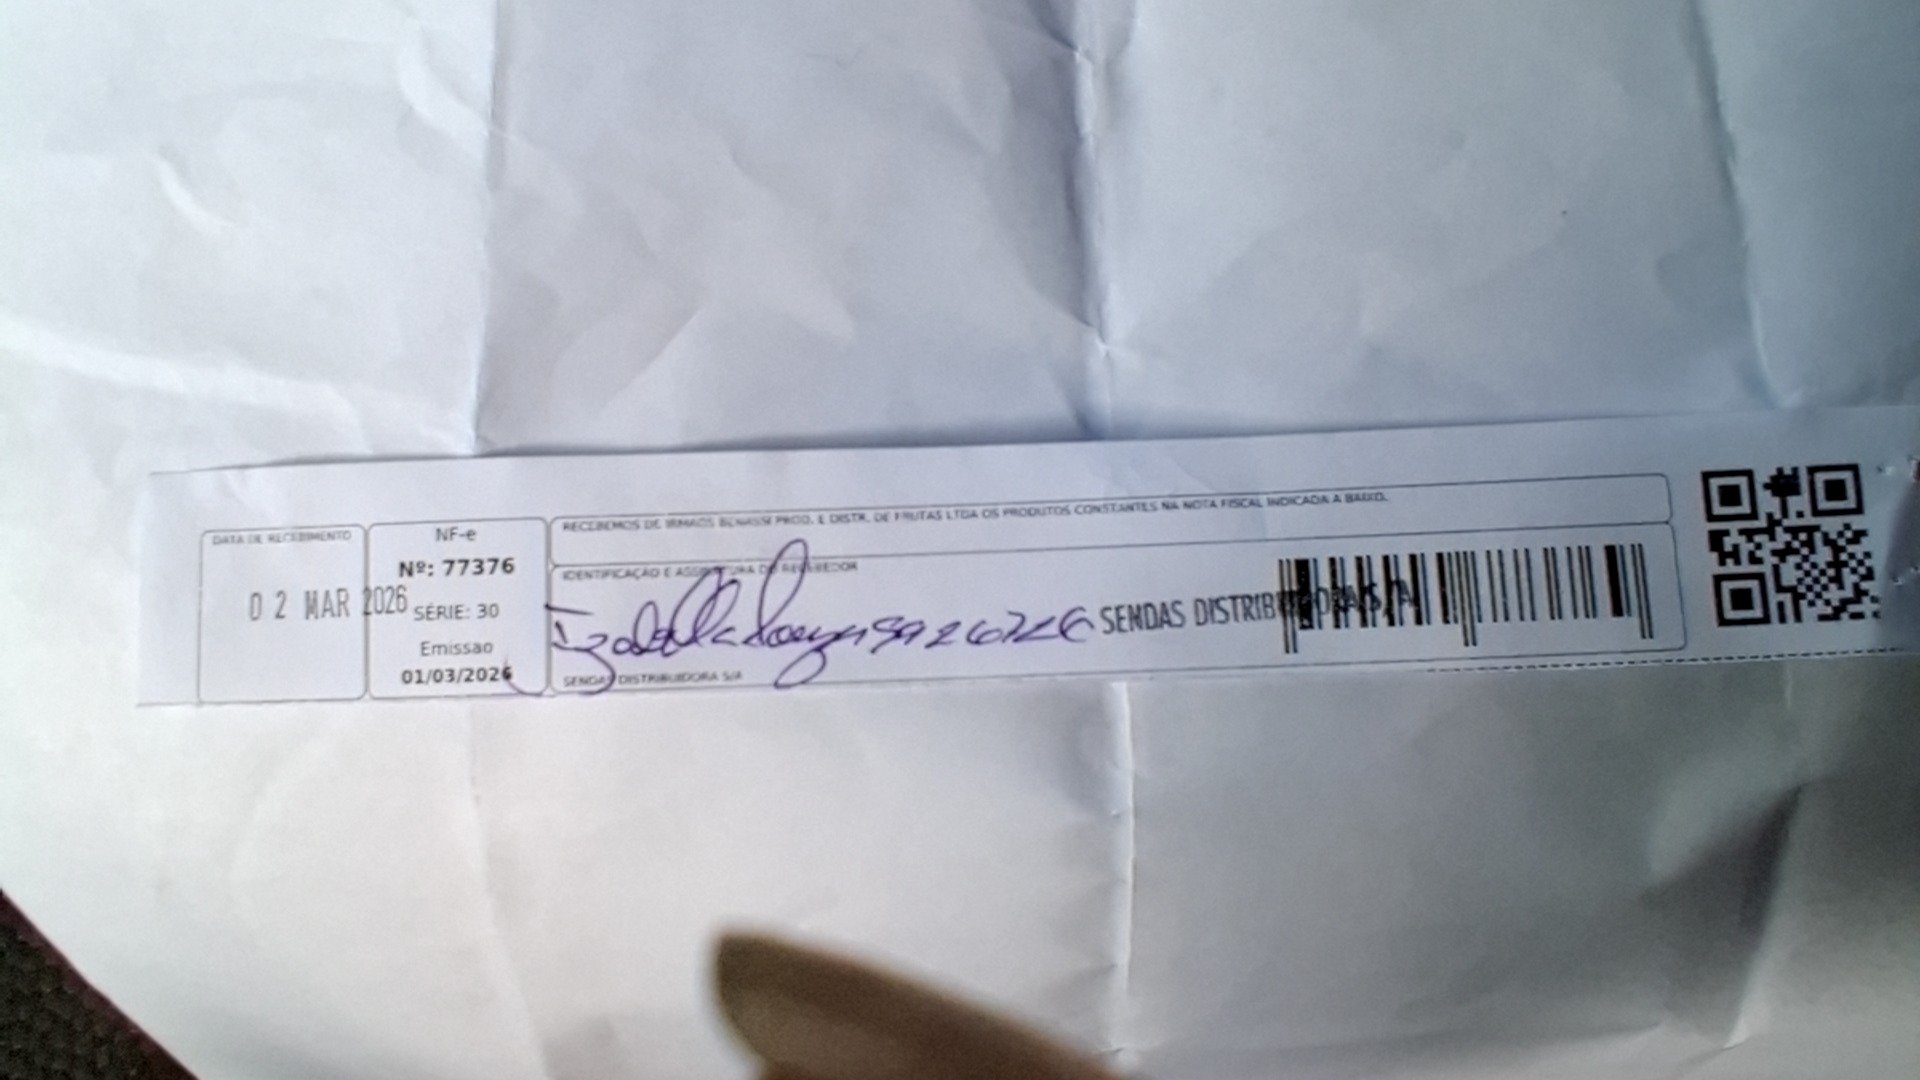 RECEBEMOS DE IRMAOS BENASSI PROD. E DISTR. DE FRUTAS LTDA OS PRODUTOS CONSTANTES NA NOTA FISCAL INDICADA A BAIXO.
DATA DE RECEBIMENTO
02 MAR 2026
NF-e
Nº: 77376
SÉRIE: 30
Emissao
01/03/2026
IDENTIFICAÇÃO E ASSINATURA DO RECEBEDOR
SENDAS DISTRIBUIDORA S/A
SENDAS DISTRIBUIDORA S/A